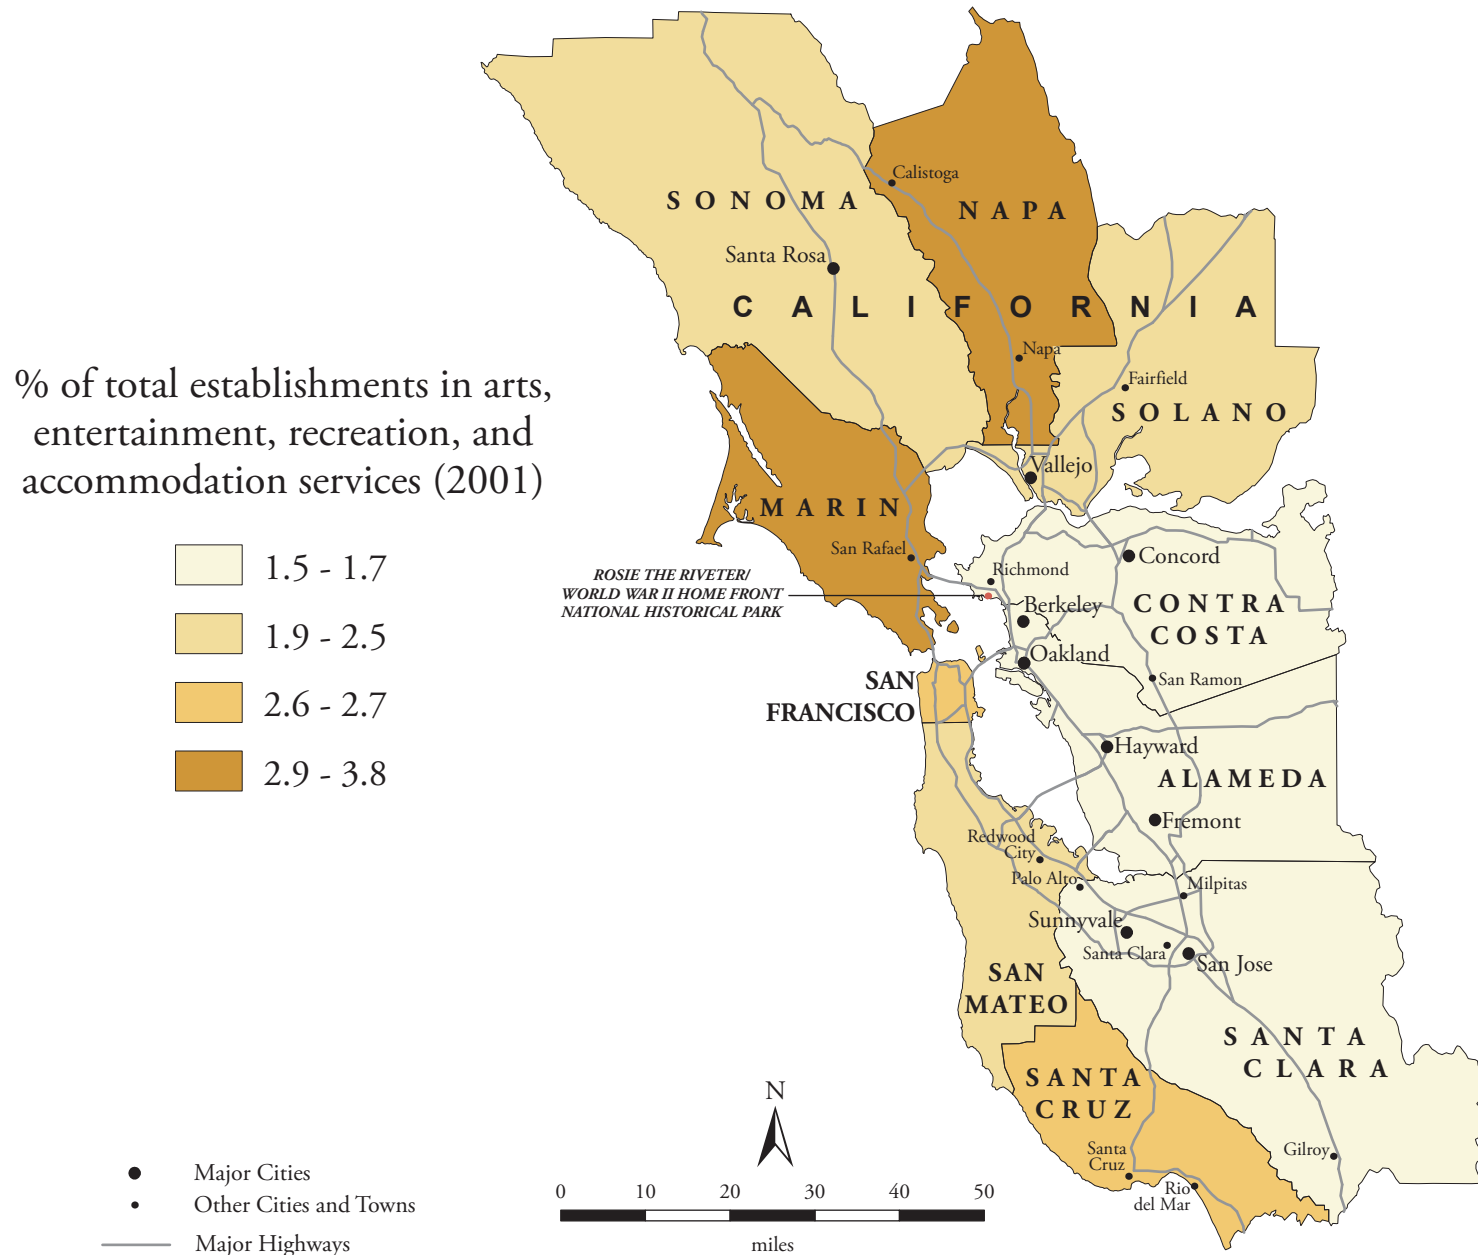 % of total establishments in arts,
entertainment, recreation, and
accommodation services (2001)
1.5 - 1.7
1.9 - 2.5
2.6 - 2.7
2.9 - 3.8
Calistoga
SONOMA
NAPA
Santa Rosa
CALIFORNIA
Napa
Fairfield
SOLANO
Vallejo
MARIN
San Rafael
Concord
ROSIE THE RIVETER/
WORLD WAR II HOME FRONT
NATIONAL HISTORICAL PARK
Richmond
Berkeley
CONTRA
COSTA
Oakland
San Ramon
SAN
FRANCISCO
Hayward
ALAMEDA
Fremont
Redwood
City
Palo Alto
Milpitas
Sunnyvale
Santa Clara
San Jose
SAN
MATEO
SANTA
CLARA
SANTA
CRUZ
Santa
Cruz
Rio
del Mar
Gilroy
N
0 10 20 30 40 50
miles
Major Cities
Other Cities and Towns
Major Highways